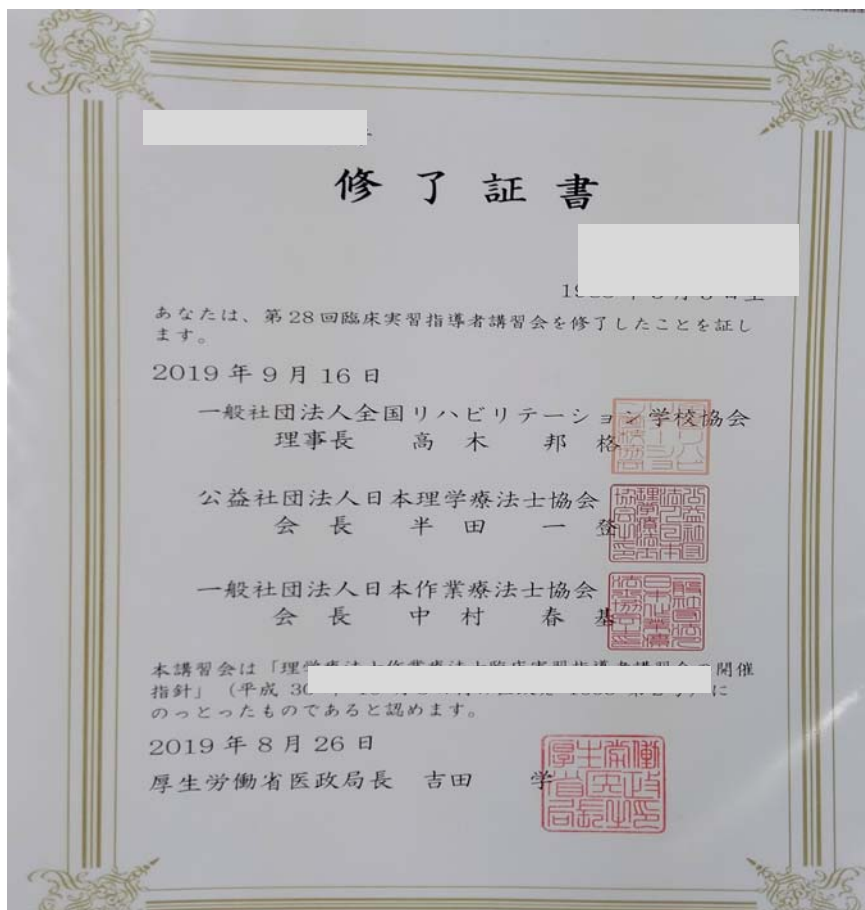 修了証書
あなたは、第28回臨床実習指導者講習会を修了したことを証し
ます。
2019年9月16日
一般社団法人全国リハビリテーション学校協会
理事長 高木邦格
公益社団法人日本理学療法士協会
会長 半田一登
一般社団法人日本作業療法士協会
会長 中村春基
本講習会は「理学療法士作業療法士臨床実習指導者講習会の開催
指針」（平成 30 に
のっとったものであると認めます。
2019年8月26日
厚生労働省医政局長 吉田 学